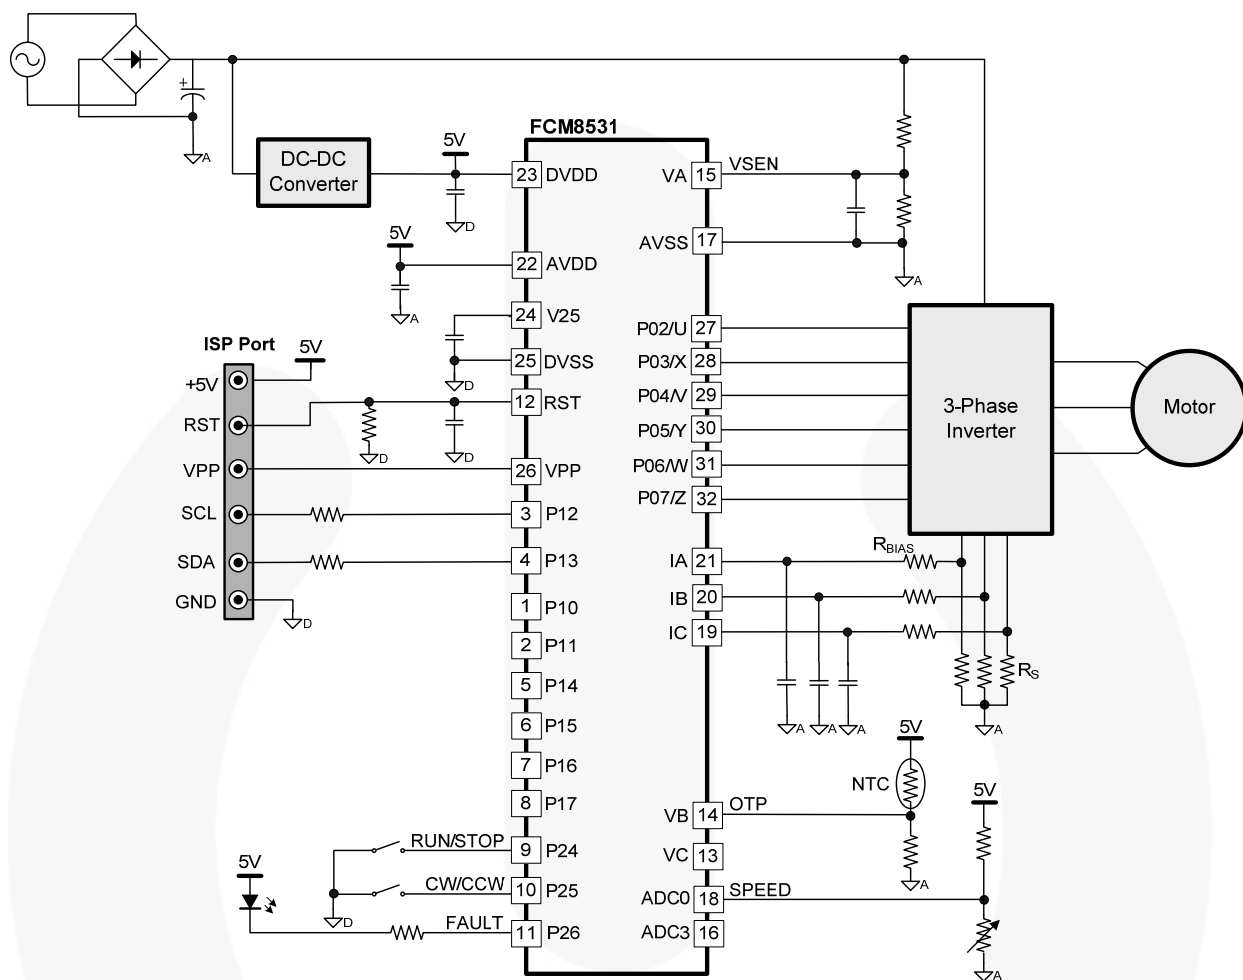 FCM8531
+
A
DC-DC
Converter
5V
D
23 DVDD
5V
A
22 AVDD
24 V25
25 DVSS
D
ISP Port
5V
+5V
RST
D
D
12 RST
VPP
26 VPP
SCL
3 P12
SDA
4 P13
GND
D
1 P10
2 P11
5 P14
6 P15
7 P16
8 P17
RUN/STOP
9 P24
CW/CCW
10 P25
D
5V
FAULT
11 P26
VA 15 VSEN
AVSS 17
A
P02/U 27
P03/X 28
P04/V 29
P05/Y 30
P06/W 31
P07/Z 32
3-Phase
Inverter
Motor
IA 21
RBIAS
IB 20
IC 19
RS
A
A
A
A
5V
NTC
VB 14 OTP
A
VC 13
5V
ADC0 18 SPEED
ADC3 16
A